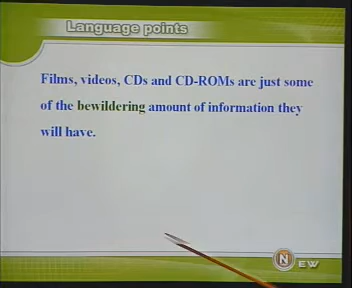 Language points
Films, videos, CDs and CD-ROMs are just some
of the bewildering amount of information they
will have.
N EW